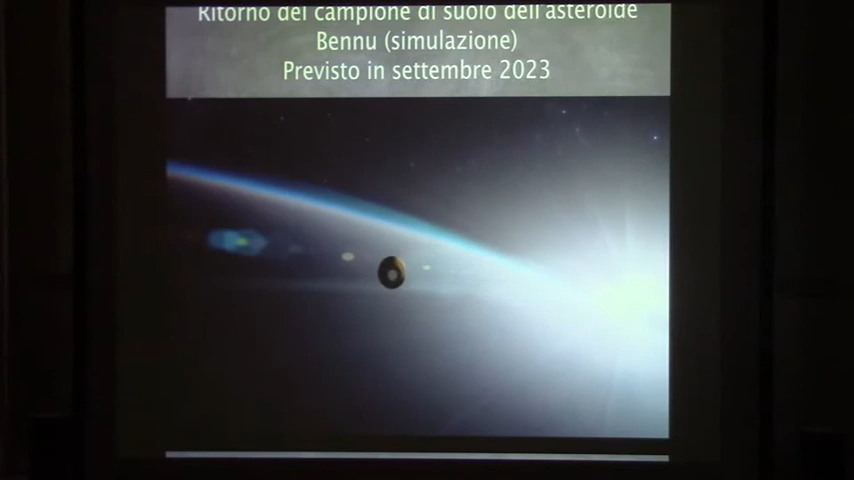 Ritorno del campione di suolo dell'asteroide
Bennu (simulazione)
Previsto in settembre 2023